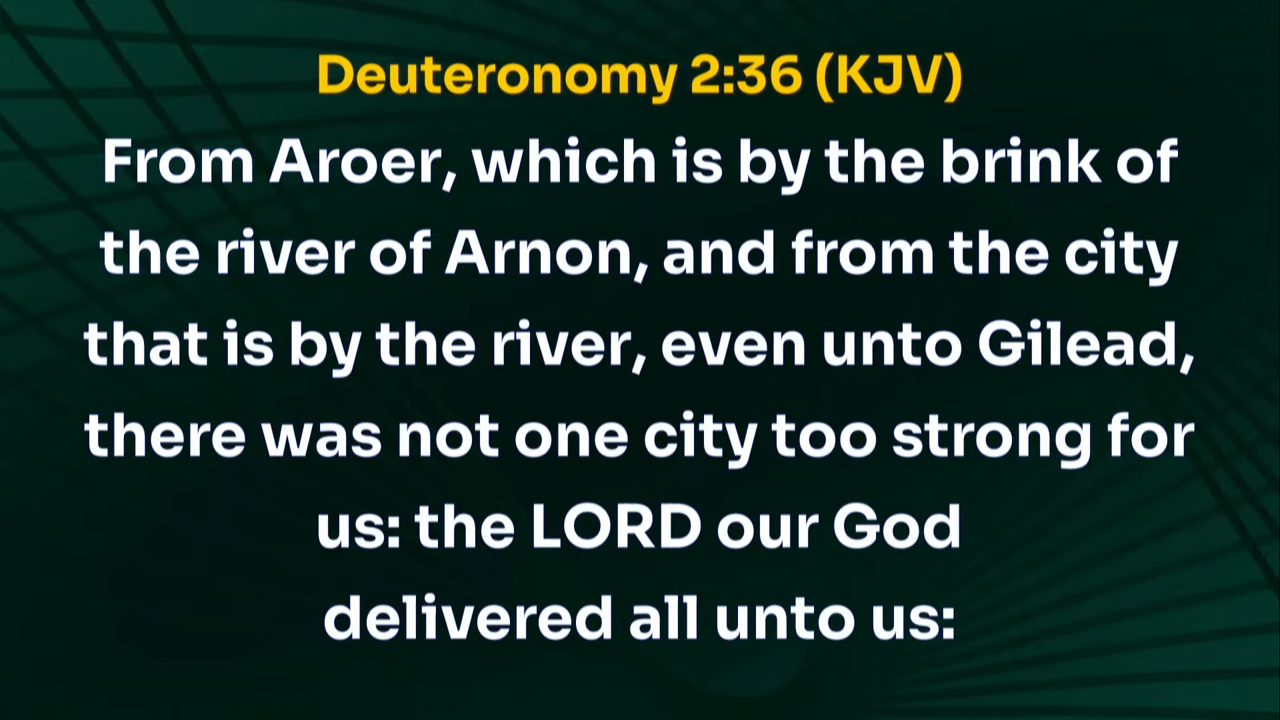 Deuteronomy 2:36 (KJV)
From Aroer, which is by the brink of
the river of Arnon, and from the city
that is by the river, even unto Gilead,
there was not one city too strong for
us: the LORD our God
delivered all unto us: